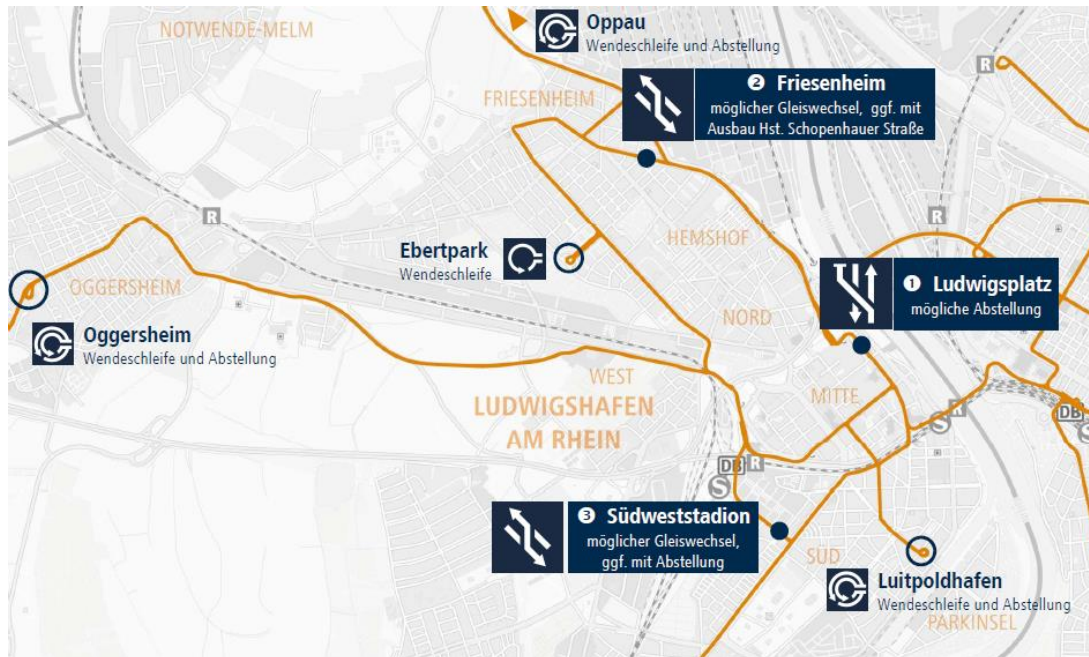 NOTWENDE-MELM
Oppau
Wendeschleife und Abstellung
R
FRIESENHEIM
❷ Friesenheim
möglicher Gleiswechsel, ggf. mit
Ausbau Hst. Schopenhauer Straße
R
R
HEMSHOF
Ebertpark
Wendeschleife
OGGERSHEIM
❶ Ludwigsplatz
mögliche Abstellung
Oggersheim
Wendeschleife und Abstellung
NORD
WEST
MITTE
LUDWIGSHAFEN
AM RHEIN
R
S
DB
S
DB R
S
❸ Südweststadion
möglicher Gleiswechsel,
ggf. mit Abstellung
SÜD
Luitpoldhafen
Wendeschleife und Abstellung
PARKINSEL